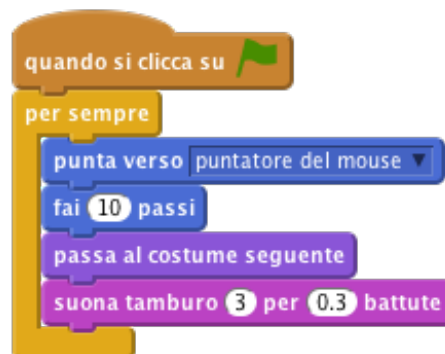 quando si clicca su
per sempre
punta verso puntatore del mouse
fai 10 passi
passa al costume seguente
suona tamburo 3 per 0.3 battute